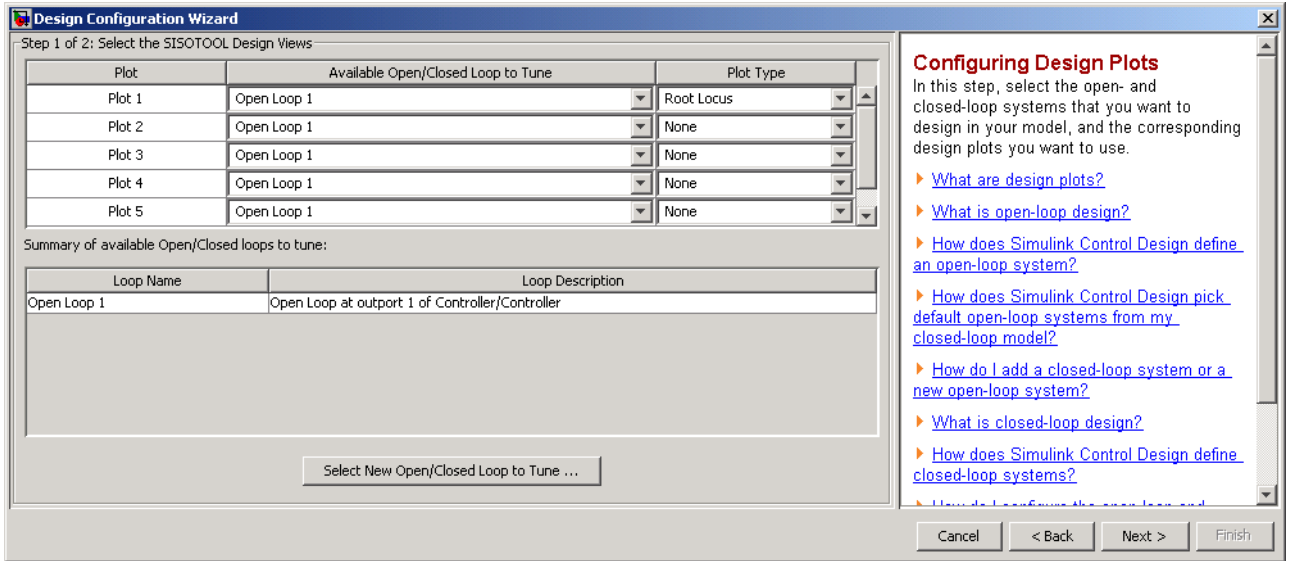 Design Configuration Wizard
Step 1 of 2: Select the SISOTOOL Design Views
Plot Available Open/Closed Loop to Tune Plot Type
Plot 1 Open Loop 1 Root Locus
Plot 2 Open Loop 1 None
Plot 3 Open Loop 1 None
Plot 4 Open Loop 1 None
Plot 5 Open Loop 1 None
Summary of available Open/Closed loops to tune:
Loop Name Loop Description
Open Loop 1 Open Loop at outport 1 of Controller/Controller
Select New Open/Closed Loop to Tune ...
Configuring Design Plots
In this step, select the open- and
closed-loop systems that you want to
design in your model, and the corresponding
design plots you want to use.
What are design plots?
What is open-loop design?
How does Simulink Control Design define
an open-loop system?
How does Simulink Control Design pick
default open-loop systems from my
closed-loop model?
How do I add a closed-loop system or a
new open-loop system?
What is closed-loop design?
How does Simulink Control Design define
closed-loop systems?
How do I configure the open-loop and
Cancel < Back Next > Finish